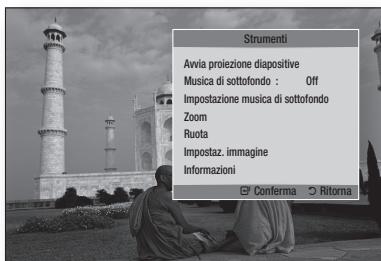 Strumenti
Avvia proiezione diapositive
Musica di sottofondo : Off
Impostazione musica di sottofondo
Zoom
Ruota
Impostaz. immagine
Informazioni
Conferma Ritorna